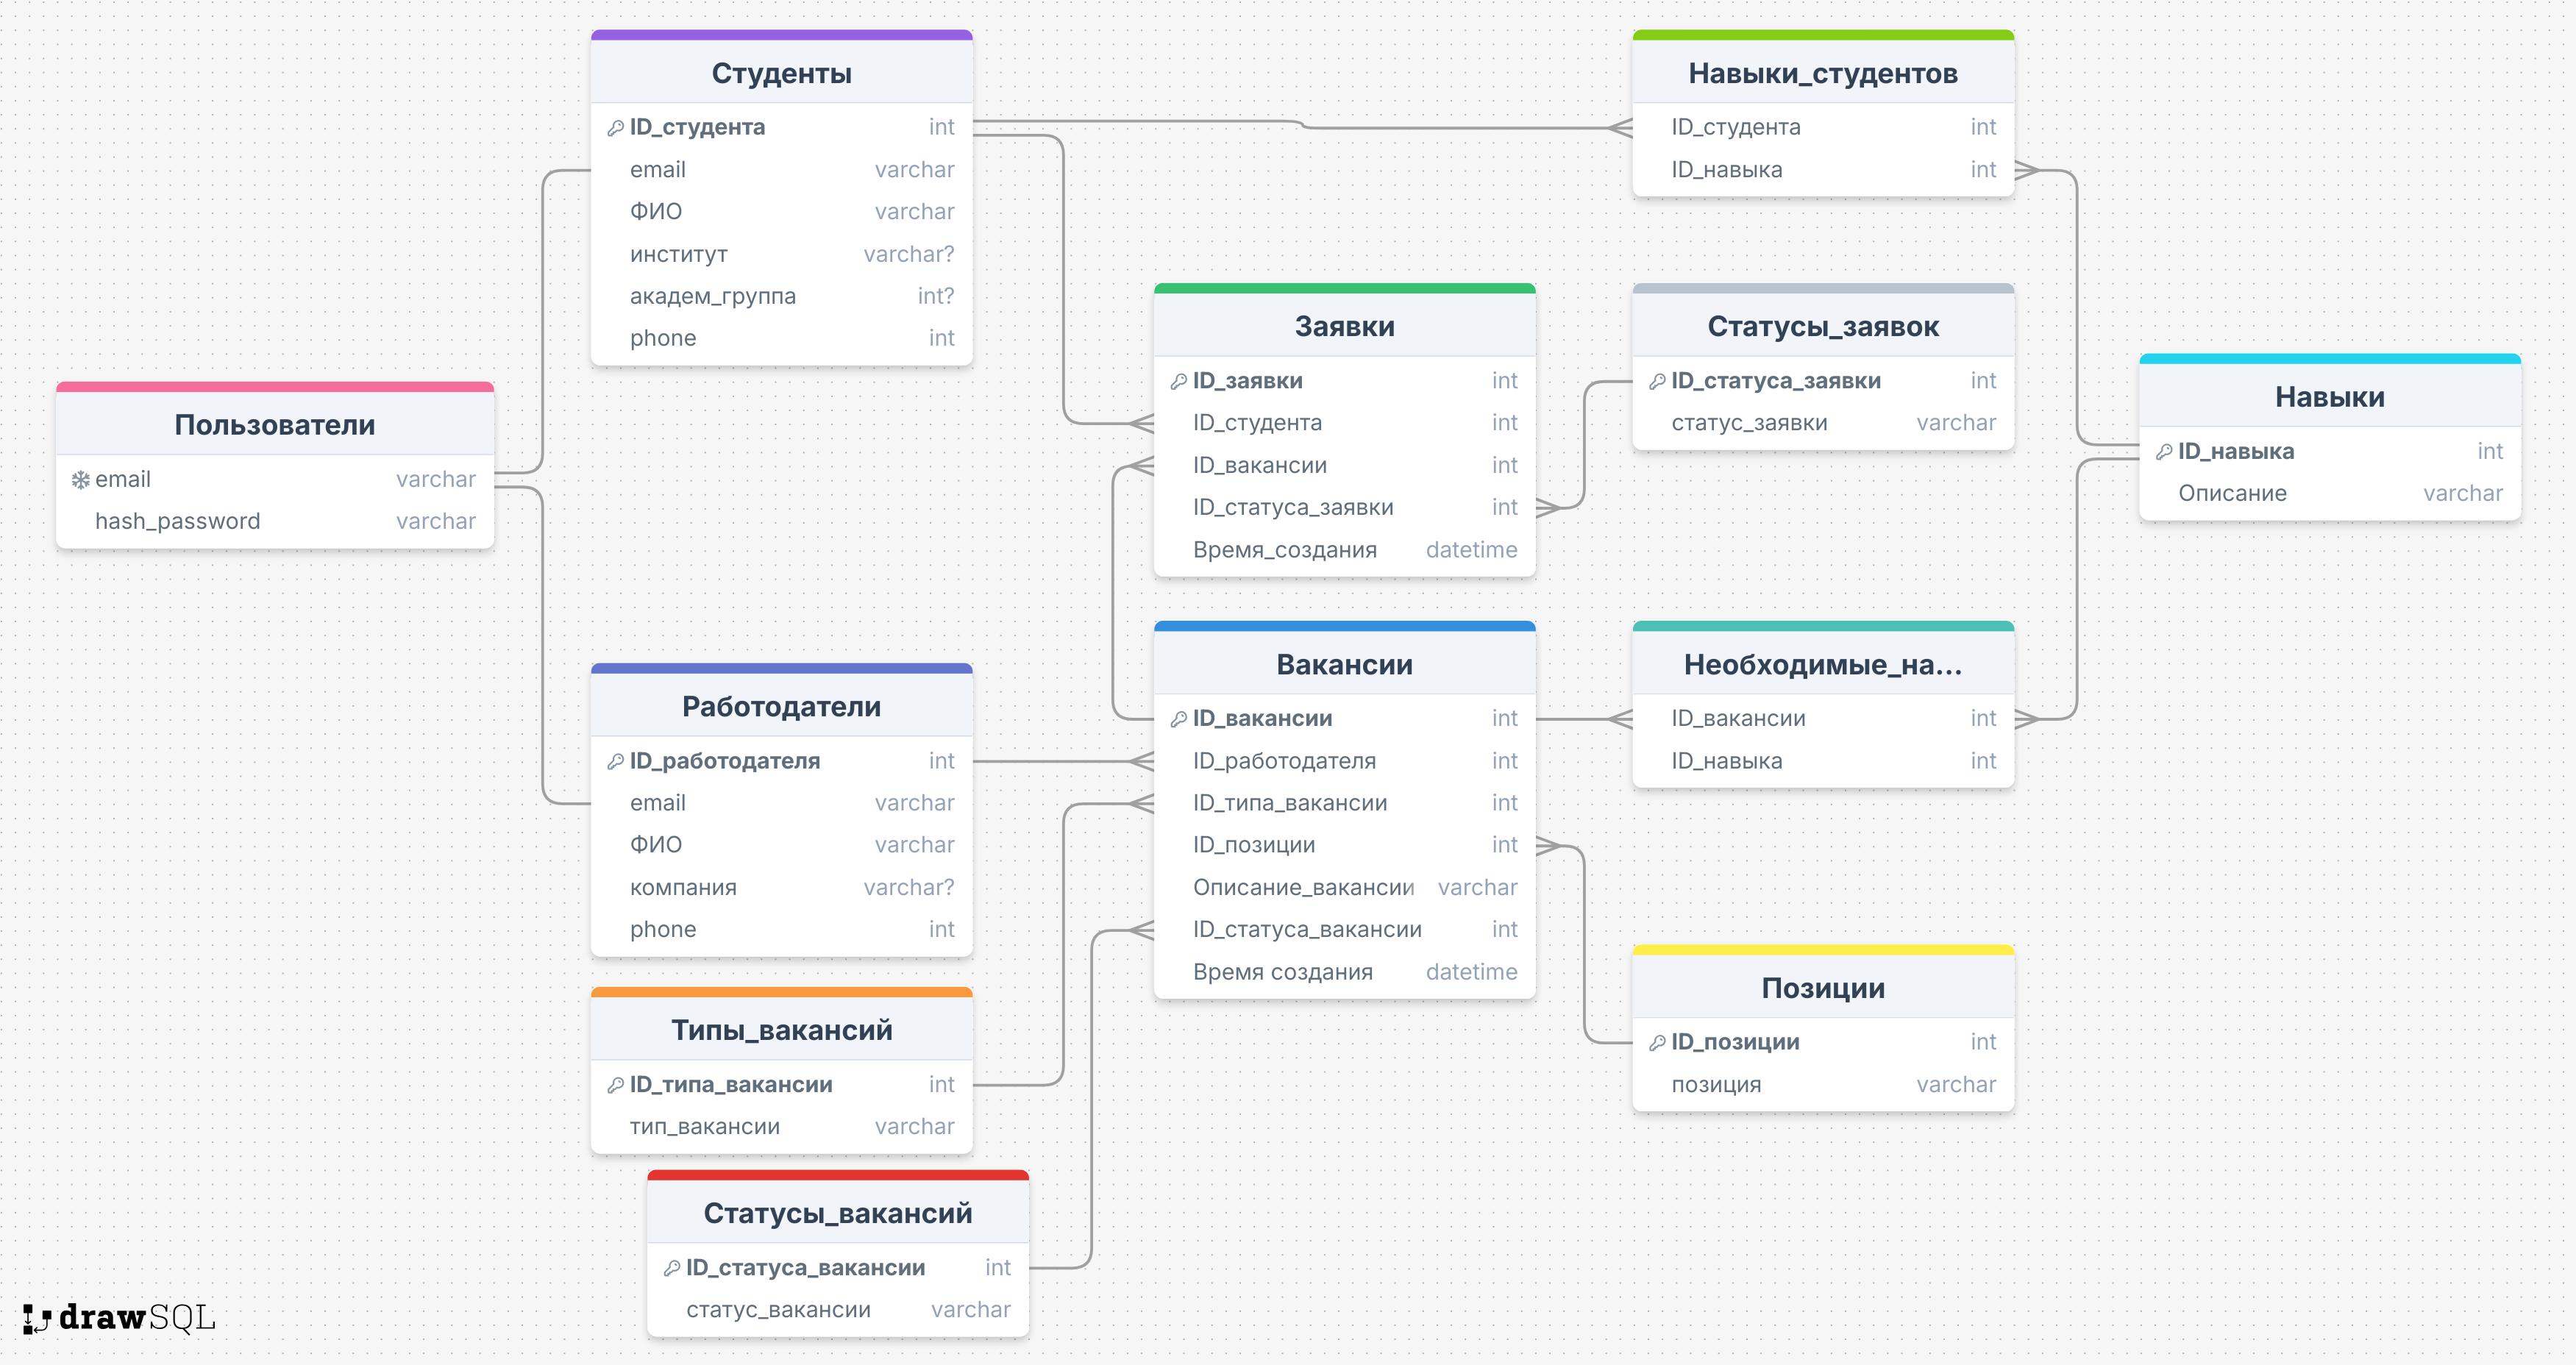 Студенты
ID_студента int
email varchar
ФИО varchar
институт varchar?
академ_группа int?
phone int
Навыки_студентов
ID_студента int
ID_навыка int
Заявки
ID_заявки int
ID_студента int
ID_вакансии int
ID_статуса_заявки int
Время_создания datetime
Статусы_заявок
ID_статуса_заявки int
статус_заявки varchar
Навыки
ID_навыка int
Описание varchar
Пользователи
email varchar
hash_password varchar
Работодатели
ID_работодателя int
email varchar
ФИО varchar
компания varchar?
phone int
Вакансии
ID_вакансии int
ID_работодателя int
ID_типа_вакансии int
ID_позиции int
Описание_вакансии varchar
ID_статуса_вакансии int
Время создания datetime
Необходимые_на...
ID_вакансии int
ID_навыка int
Позиции
ID_позиции int
позиция varchar
Типы_вакансий
ID_типа_вакансии int
тип_вакансии varchar
Статусы_вакансий
ID_статуса_вакансии int
статус_вакансии varchar
drawSQL